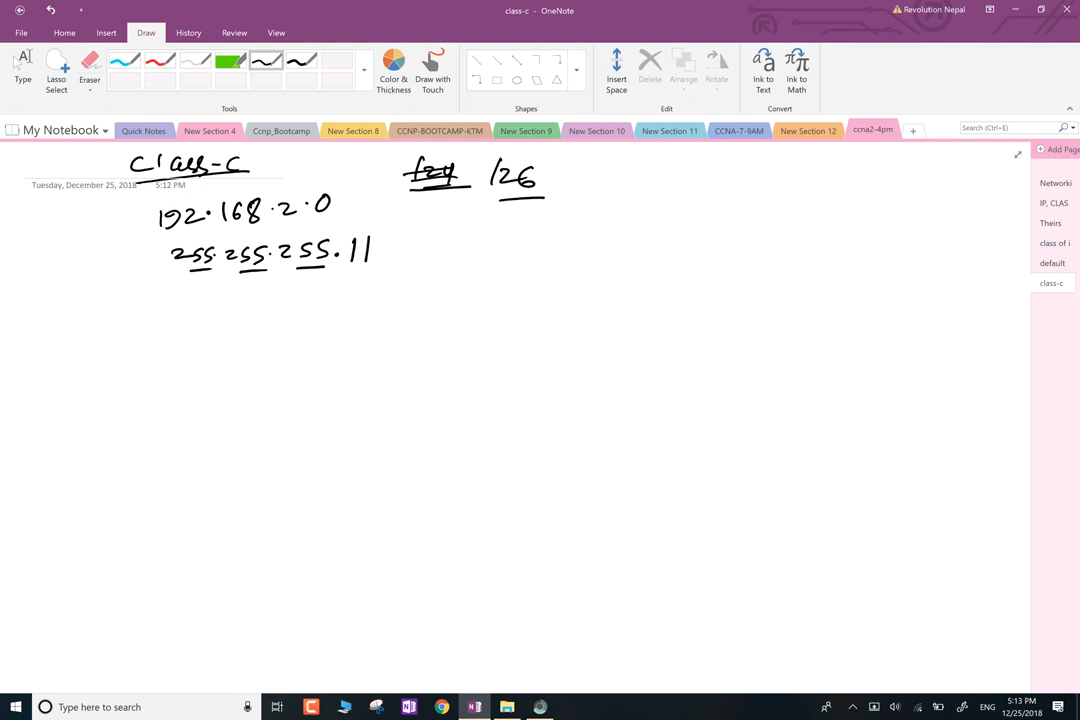 class-c - OneNote
Revolution Nepal
File Home Insert Draw History Review View
Type
Lasso Select
Eraser
Color & Thickness
Draw with Touch
Insert Space
Delete
Arrange
Rotate
Ink to Text
Ink to Math
Tools
Shapes
Edit
Convert
My Notebook
Quick Notes
New Section 4
Ccnp_Bootcamp
New Section 8
CCNP-BOOTCAMP-KTM
New Section 9
New Section 10
New Section 11
CCNA-7-9AM
New Section 12
ccna2-4pm
Search (Ctrl+E)
Add Page
Class-C
/24 /26
Tuesday, December 25, 2018 5:12 PM
192.168.2.0
255.255.255.11
Networki
IP, CLAS
Theirs
class of i
default
class-c
Type here to search
ENG
5:13 PM
12/25/2018